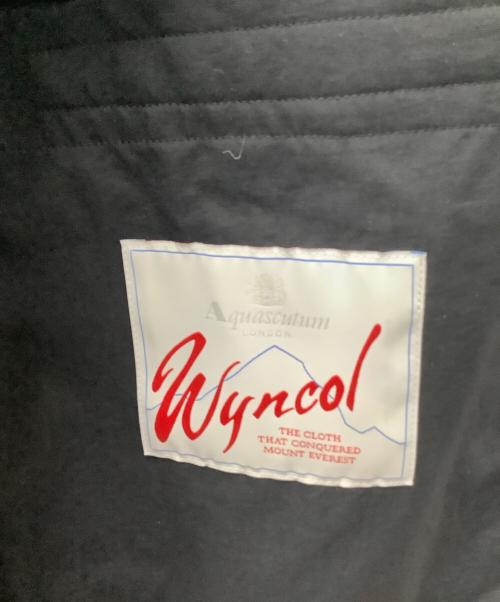 Aquascutum
LONDON
Wyncol
THE CLOTH
THAT CONQUERED
MOUNT EVEREST